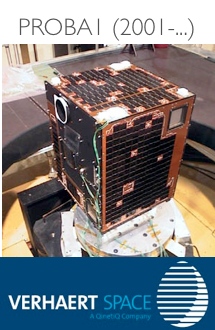 PROBA1 (2001-...)
VERHAERT SPACE
A QinetiQ Company